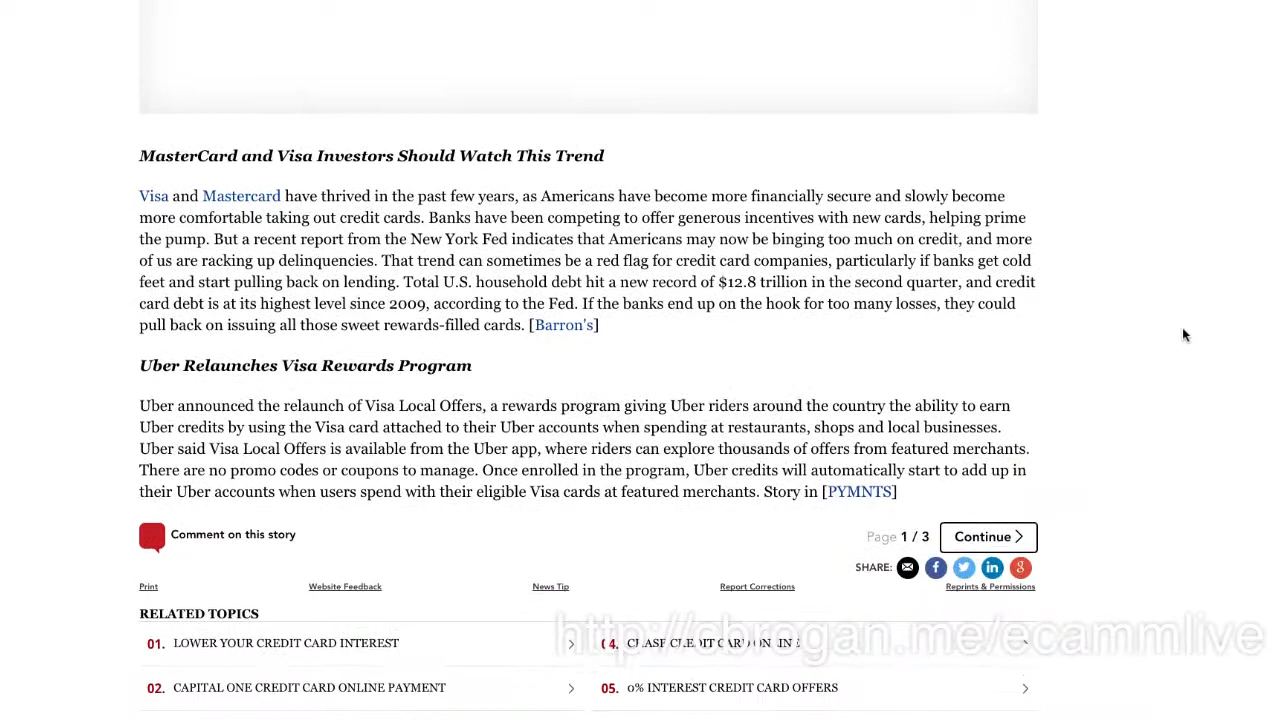 MasterCard and Visa Investors Should Watch This Trend
Visa and Mastercard have thrived in the past few years, as Americans have become more financially secure and slowly become
more comfortable taking out credit cards. Banks have been competing to offer generous incentives with new cards, helping prime
the pump. But a recent report from the New York Fed indicates that Americans may now be binging too much on credit, and more
of us are racking up delinquencies. That trend can sometimes be a red flag for credit card companies, particularly if banks get cold
feet and start pulling back on lending. Total U.S. household debt hit a new record of $12.8 trillion in the second quarter, and credit
card debt is at its highest level since 2009, according to the Fed. If the banks end up on the hook for too many losses, they could
pull back on issuing all those sweet rewards-filled cards. [Barron's]
Uber Relaunches Visa Rewards Program
Uber announced the relaunch of Visa Local Offers, a rewards program giving Uber riders around the country the ability to earn
Uber credits by using the Visa card attached to their Uber accounts when spending at restaurants, shops and local businesses.
Uber said Visa Local Offers is available from the Uber app, where riders can explore thousands of offers from featured merchants.
There are no promo codes or coupons to manage. Once enrolled in the program, Uber credits will automatically start to add up in
their Uber accounts when users spend with their eligible Visa cards at featured merchants. Story in [PYMNTS]
Comment on this story
Page 1 / 3 Continue
SHARE:
Print Website Feedback News Tip Report Corrections Reprints & Permissions
RELATED TOPICS
01. LOWER YOUR CREDIT CARD INTEREST
04. CHASE CREDIT CARD ONLINE
http://cbrogan.me/ecammlive
02. CAPITAL ONE CREDIT CARD ONLINE PAYMENT
05. 0% INTEREST CREDIT CARD OFFERS